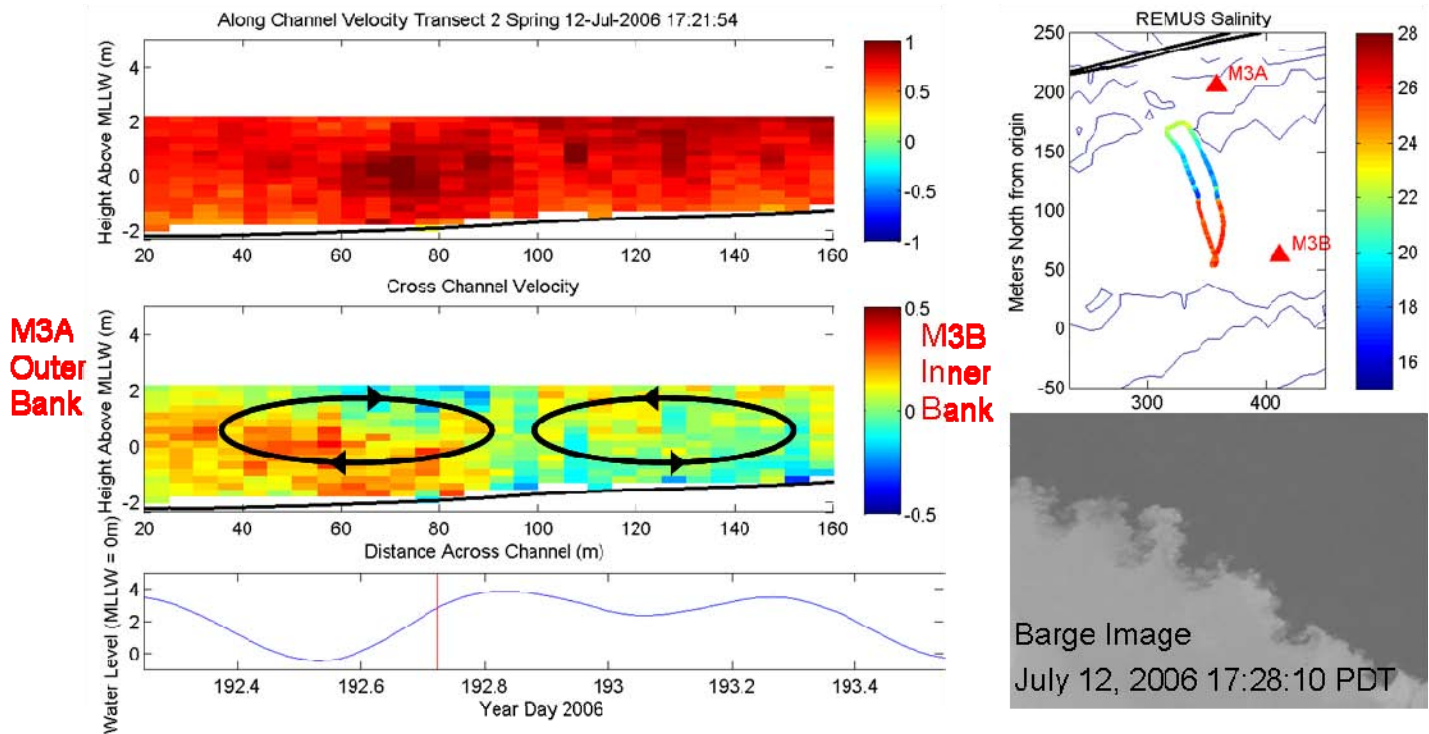 Along Channel Velocity Transect 2 Spring 12-Jul-2006 17:21:54
Height Above MLLW (m)
4
2
0
-2
20 40 60 80 100 120 140 160
1
0.5
0
-0.5
-1
Cross Channel Velocity
M3A
Outer
Bank
Height Above MLLW (m)
4
2
0
-2
20 40 60 80 100 120 140 160
Distance Across Channel (m)
0.5
0
-0.5
M3B
Inner
Bank
Water Level (MLLW = 0m)
4
2
0
192.4 192.6 192.8 193 193.2 193.4
Year Day 2006
REMUS Salinity
Meters North from origin
250
200
150
100
50
0
-50
300 400
M3A
M3B
28
26
24
22
20
18
16
Barge Image
July 12, 2006 17:28:10 PDT